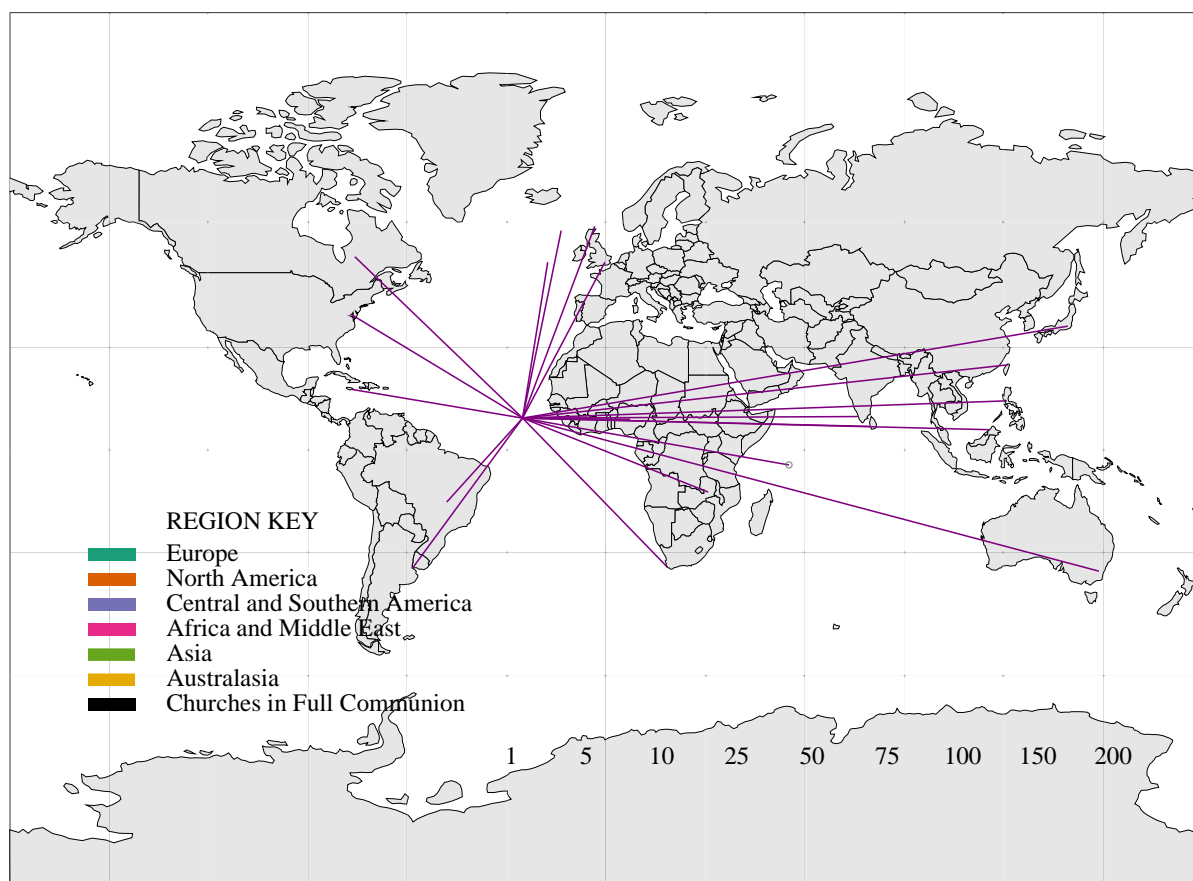 REGION KEY
Europe
North America
Central and Southern America
Africa and Middle East
Asia
Australasia
Churches in Full Communion
1 5 10 25 50 75 100 150 200